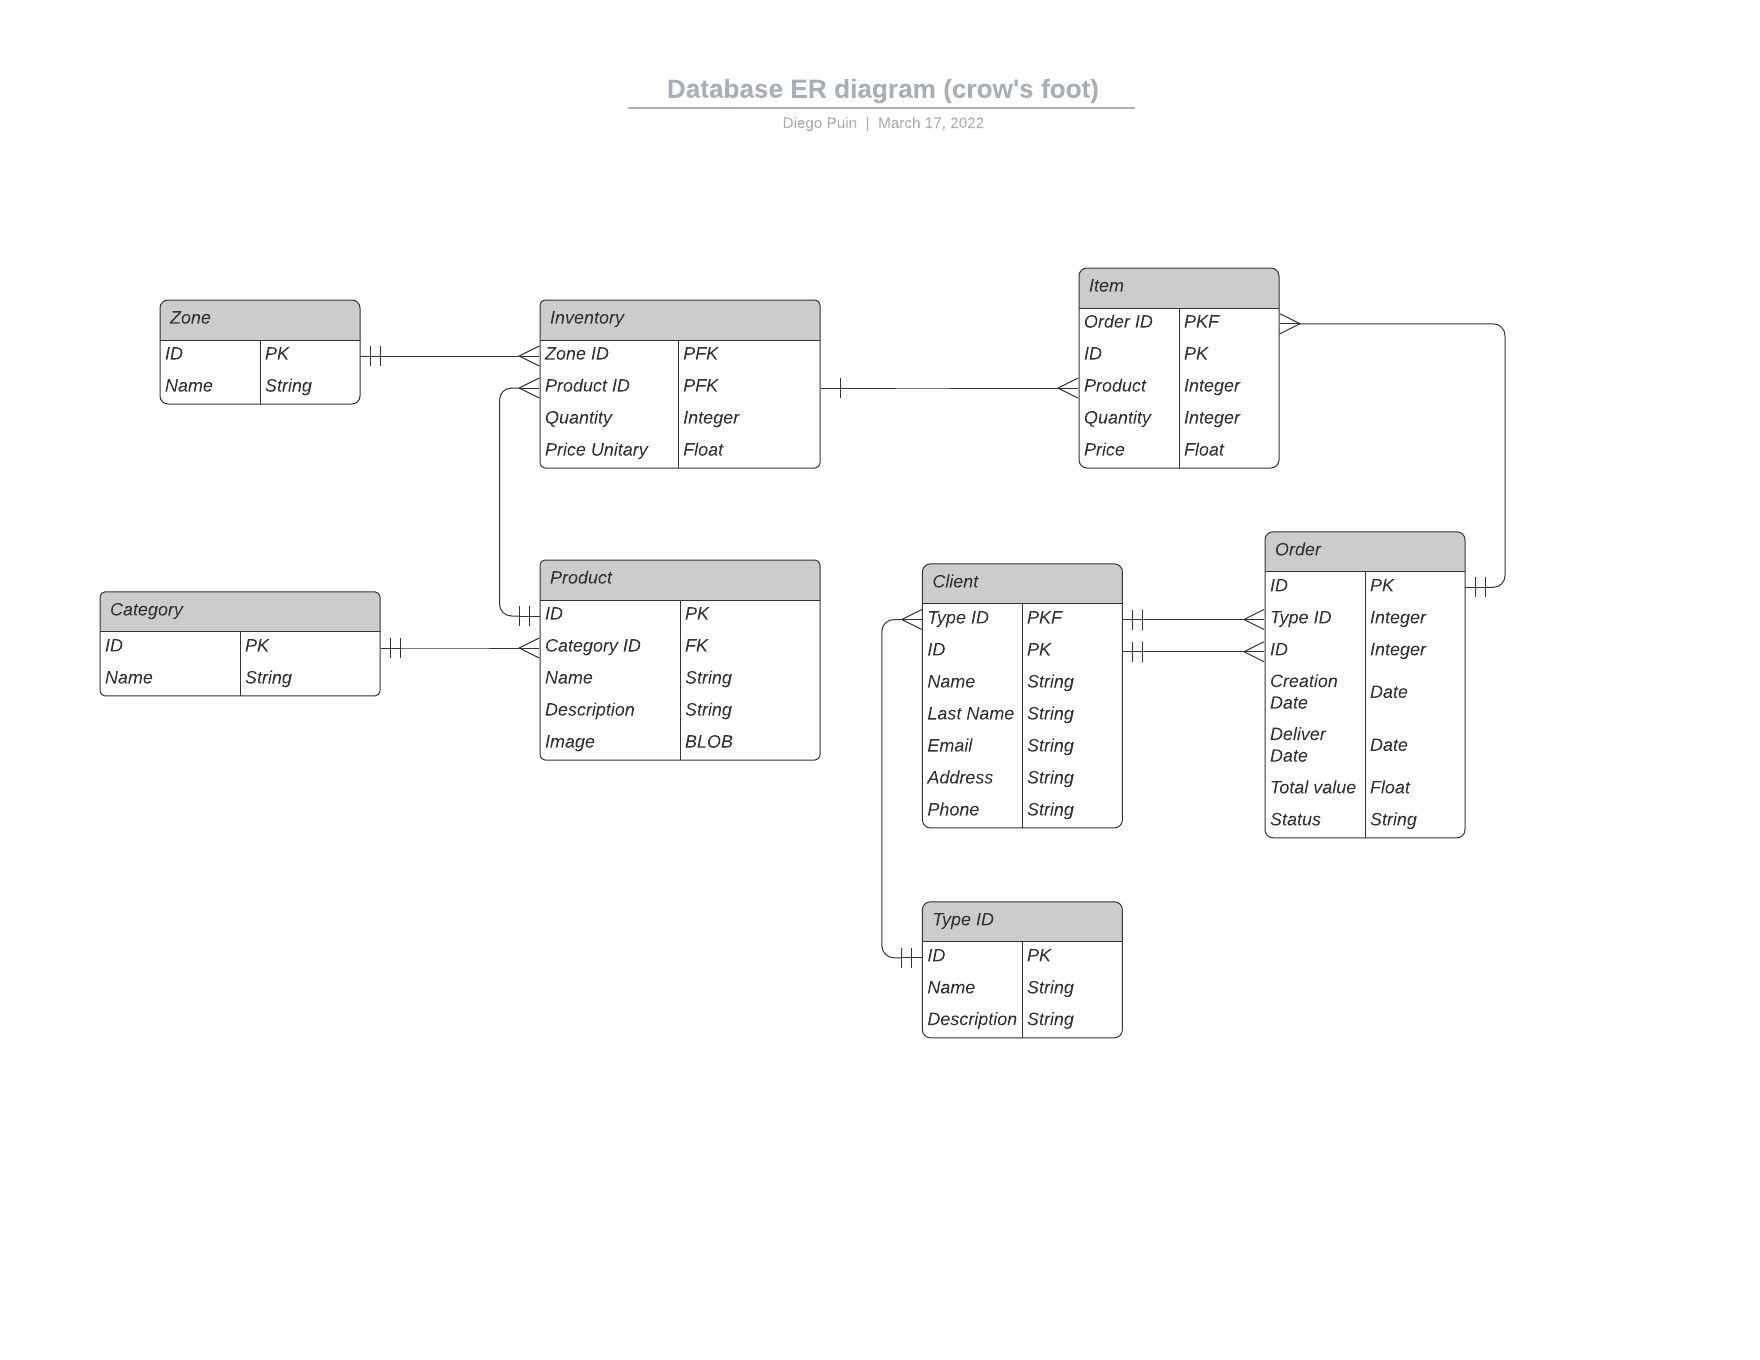 Database ER diagram (crow's foot)
Diego Puin | March 17, 2022
Zone
ID PK
Name String
Inventory
Zone ID PFK
Product ID PFK
Quantity Integer
Price Unitary Float
Item
Order ID PKF
ID PK
Product Integer
Quantity Integer
Price Float
Category
ID PK
Name String
Product
ID PK
Category ID FK
Name String
Description String
Image BLOB
Client
Type ID PKF
ID PK
Name String
Last Name String
Email String
Address String
Phone String
Order
ID PK
Type ID Integer
ID Integer
Creation
Date Date
Deliver
Date Date
Total value Float
Status String
Type ID
ID PK
Name String
Description String